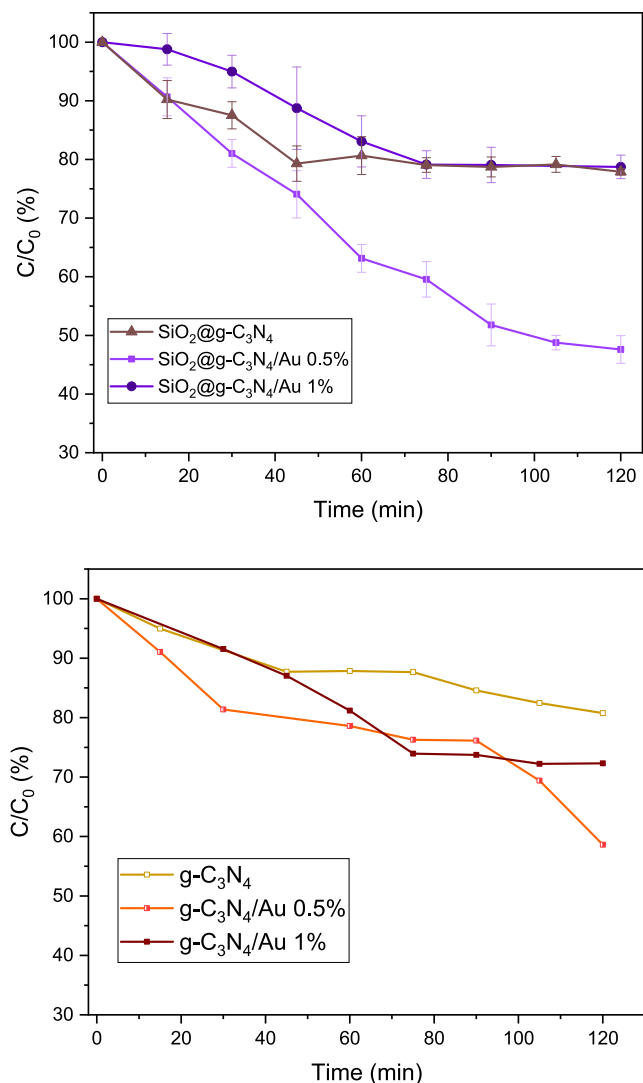 100
90
80
70
60
50
40
30
C/C₀ (%)
SiO₂@g-C₃N₄
SiO₂@g-C₃N₄/Au 0.5%
SiO₂@g-C₃N₄/Au 1%
0 20 40 60 80 100 120
Time (min)
100
90
80
70
60
50
40
30
C/C₀ (%)
g-C₃N₄
g-C₃N₄/Au 0.5%
g-C₃N₄/Au 1%
0 20 40 60 80 100 120
Time (min)